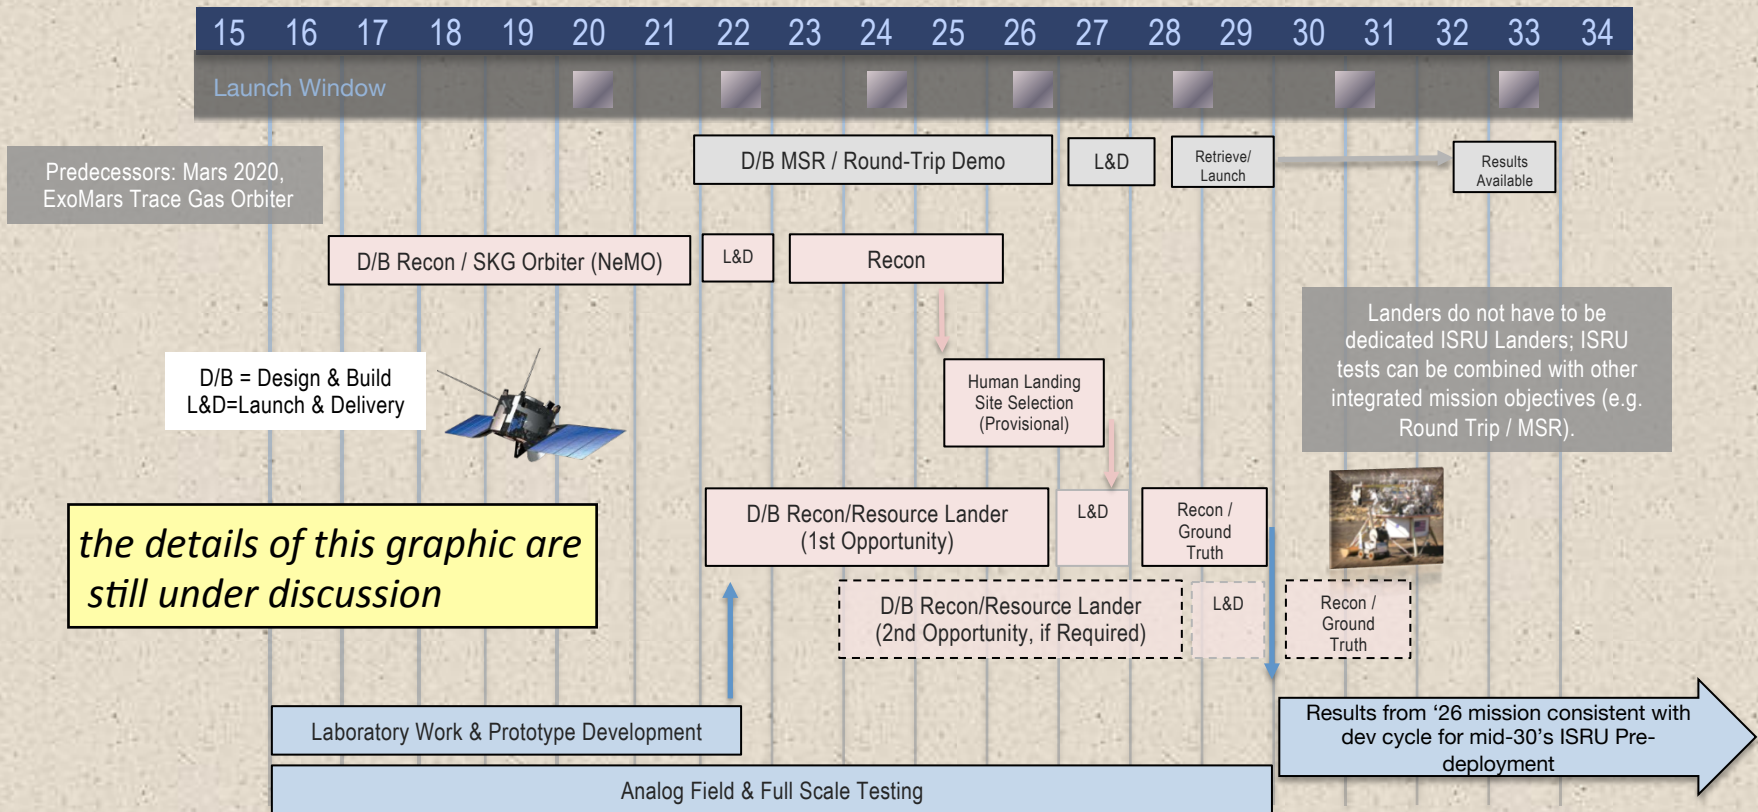 15 16 17 18 19 20 21 22 23 24 25 26 27 28 29 30 31 32 33 34
Launch Window
Predecessors: Mars 2020,
ExoMars Trace Gas Orbiter
D/B MSR / Round-Trip Demo
L&D
Retrieve/
Launch
Results
Available
D/B Recon / SKG Orbiter (NeMO)
L&D
Recon
Landers do not have to be
dedicated ISRU Landers; ISRU
tests can be combined with other
integrated mission objectives (e.g.
Round Trip / MSR).
D/B = Design & Build
L&D=Launch & Delivery
Human Landing
Site Selection
(Provisional)
the details of this graphic are
still under discussion
D/B Recon/Resource Lander
(1st Opportunity)
L&D
Recon /
Ground
Truth
D/B Recon/Resource Lander
(2nd Opportunity, if Required)
L&D
Recon /
Ground
Truth
Laboratory Work & Prototype Development
Results from ‘26 mission consistent with
dev cycle for mid-30’s ISRU Pre-
deployment
Analog Field & Full Scale Testing